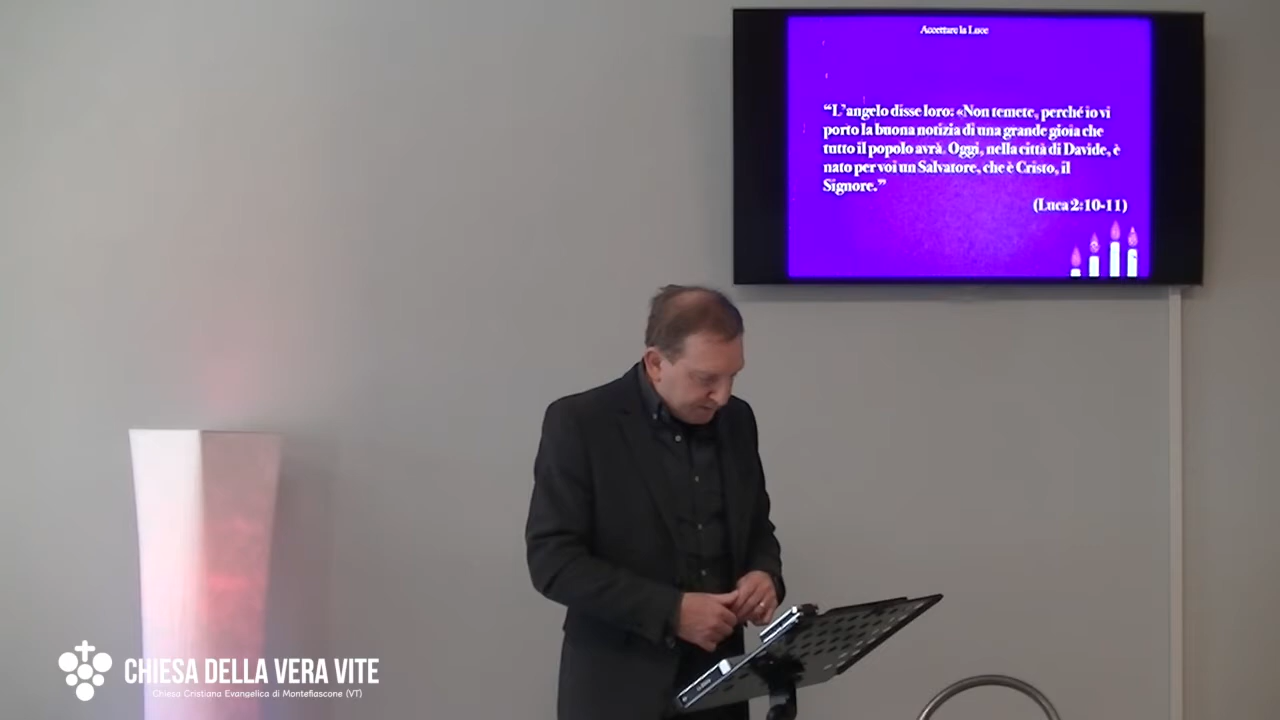 Accettare la Luce
“L’angelo disse loro: «Non temete, perché io vi
porto la buona notizia di una grande gioia che
tutto il popolo avrà. Oggi, nella città di Davide, è
nato per voi un Salvatore, che è Cristo, il
Signore.”
(Luca 2:10-11)
CHIESA DELLA VERA VITE
Chiesa Cristiana Evangelica di Montefiascone (VT)